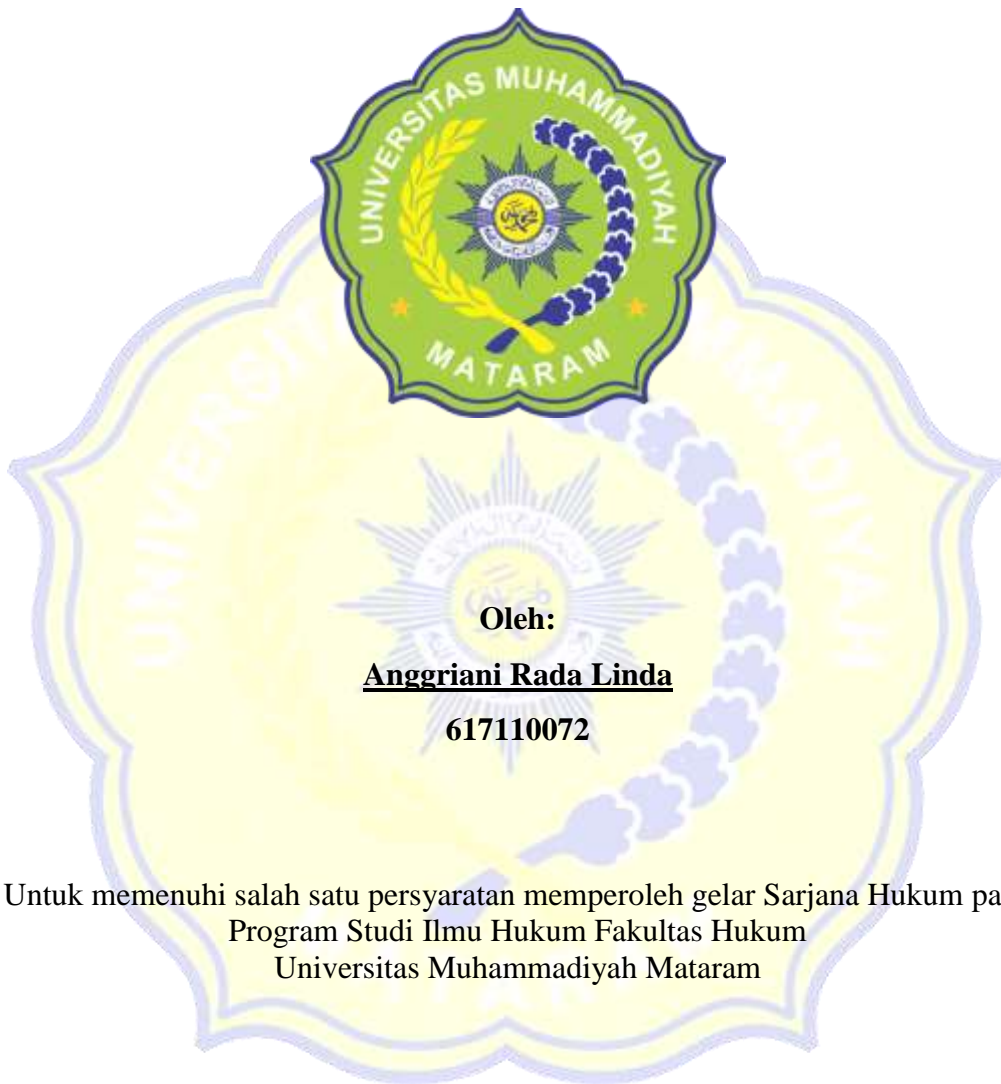 UNIVERSITAS MUHAMMADIYAH
MATARAM
Oleh:
Anggriani Rada Linda
617110072
Untuk memenuhi salah satu persyaratan memperoleh gelar Sarjana Hukum pa
Program Studi Ilmu Hukum Fakultas Hukum
Universitas Muhammadiyah Mataram